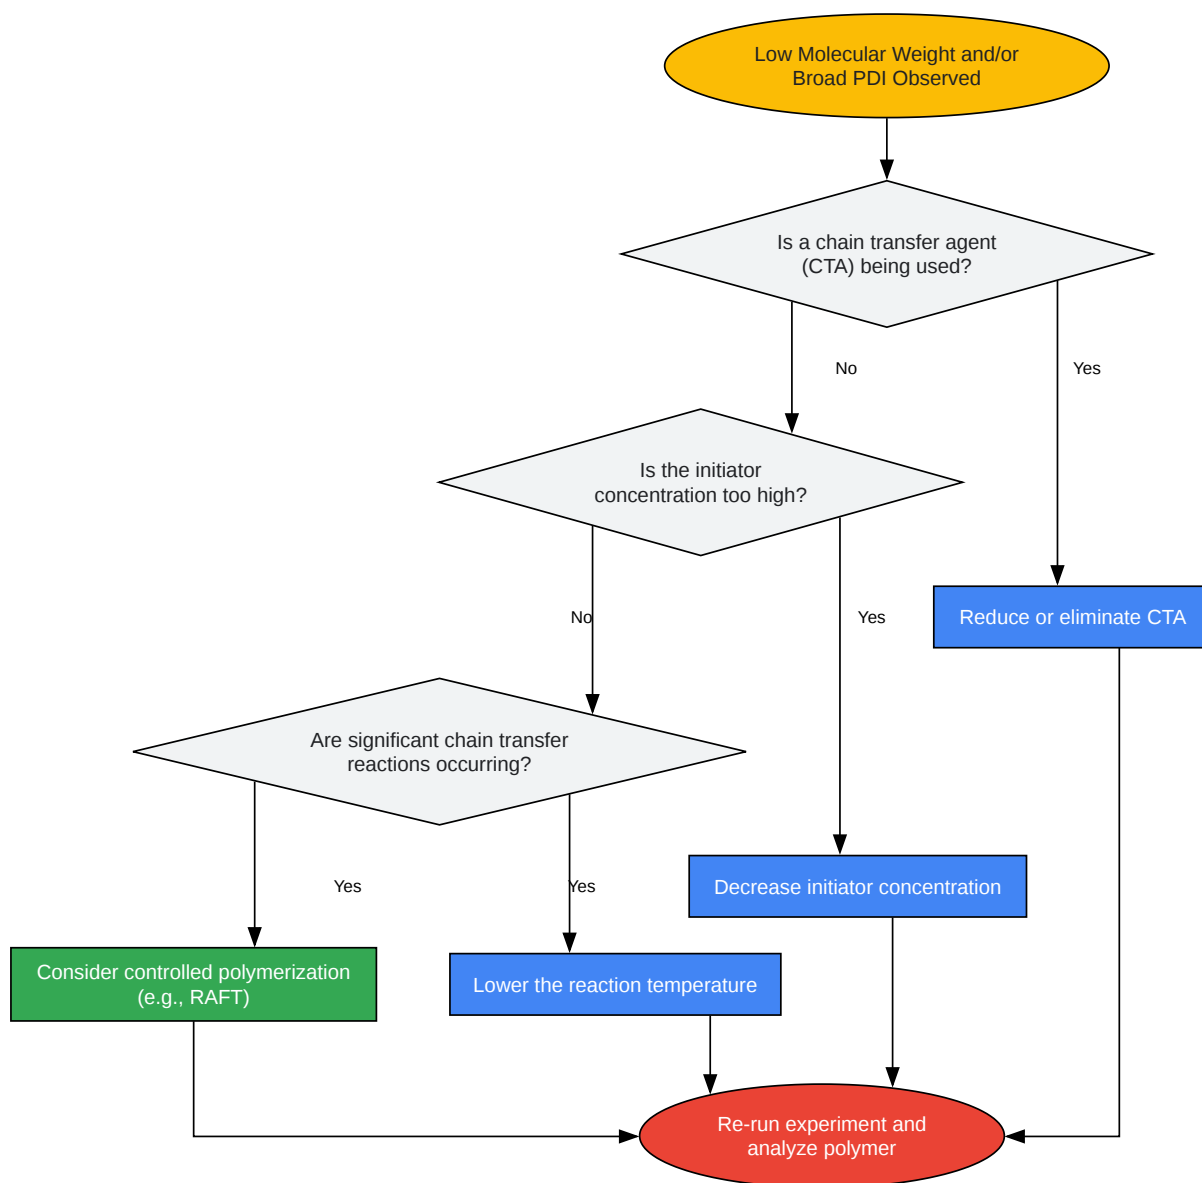 Low Molecular Weight and/or
Broad PDI Observed
Is a chain transfer agent
(CTA) being used?
No
Yes
Is the initiator
concentration too high?
No
Yes
Reduce or eliminate CTA
Are significant chain transfer
reactions occurring?
Yes
Yes
Decrease initiator concentration
Consider controlled polymerization
(e.g., RAFT)
Lower the reaction temperature
Re-run experiment and
analyze polymer